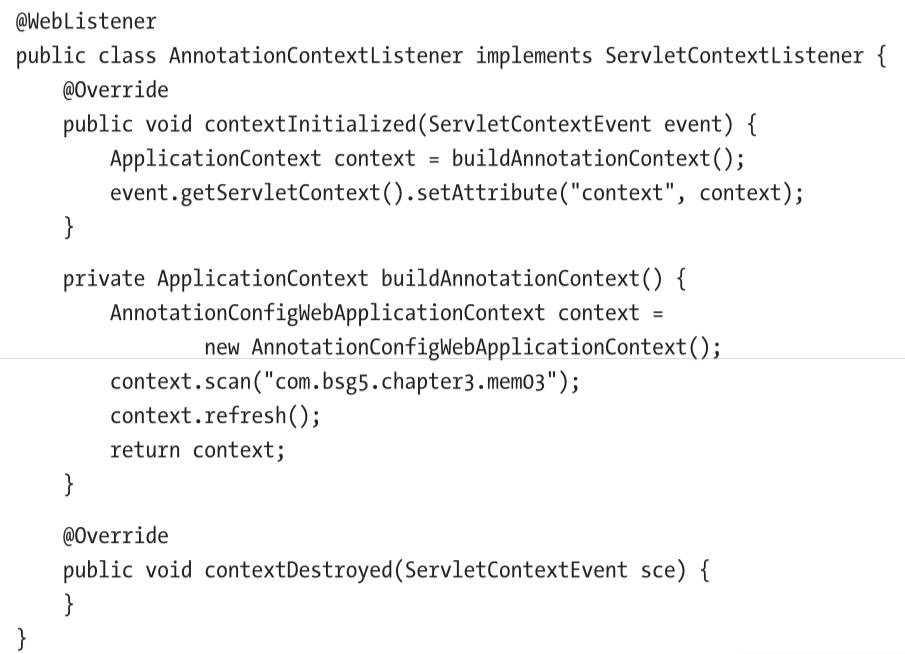 @WebListener
public class AnnotationContextListener implements ServletContextListener {
    @Override
    public void contextInitialized(ServletContextEvent event) {
        ApplicationContext context = buildAnnotationContext();
        event.getServletContext().setAttribute("context", context);
    }
    private ApplicationContext buildAnnotationContext() {
        AnnotationConfigWebApplicationContext context =
                new AnnotationConfigWebApplicationContext();
        context.scan("com.bsg5.chapter3.mem03");
        context.refresh();
        return context;
    }
    @Override
    public void contextDestroyed(ServletContextEvent sce) {
    }
}